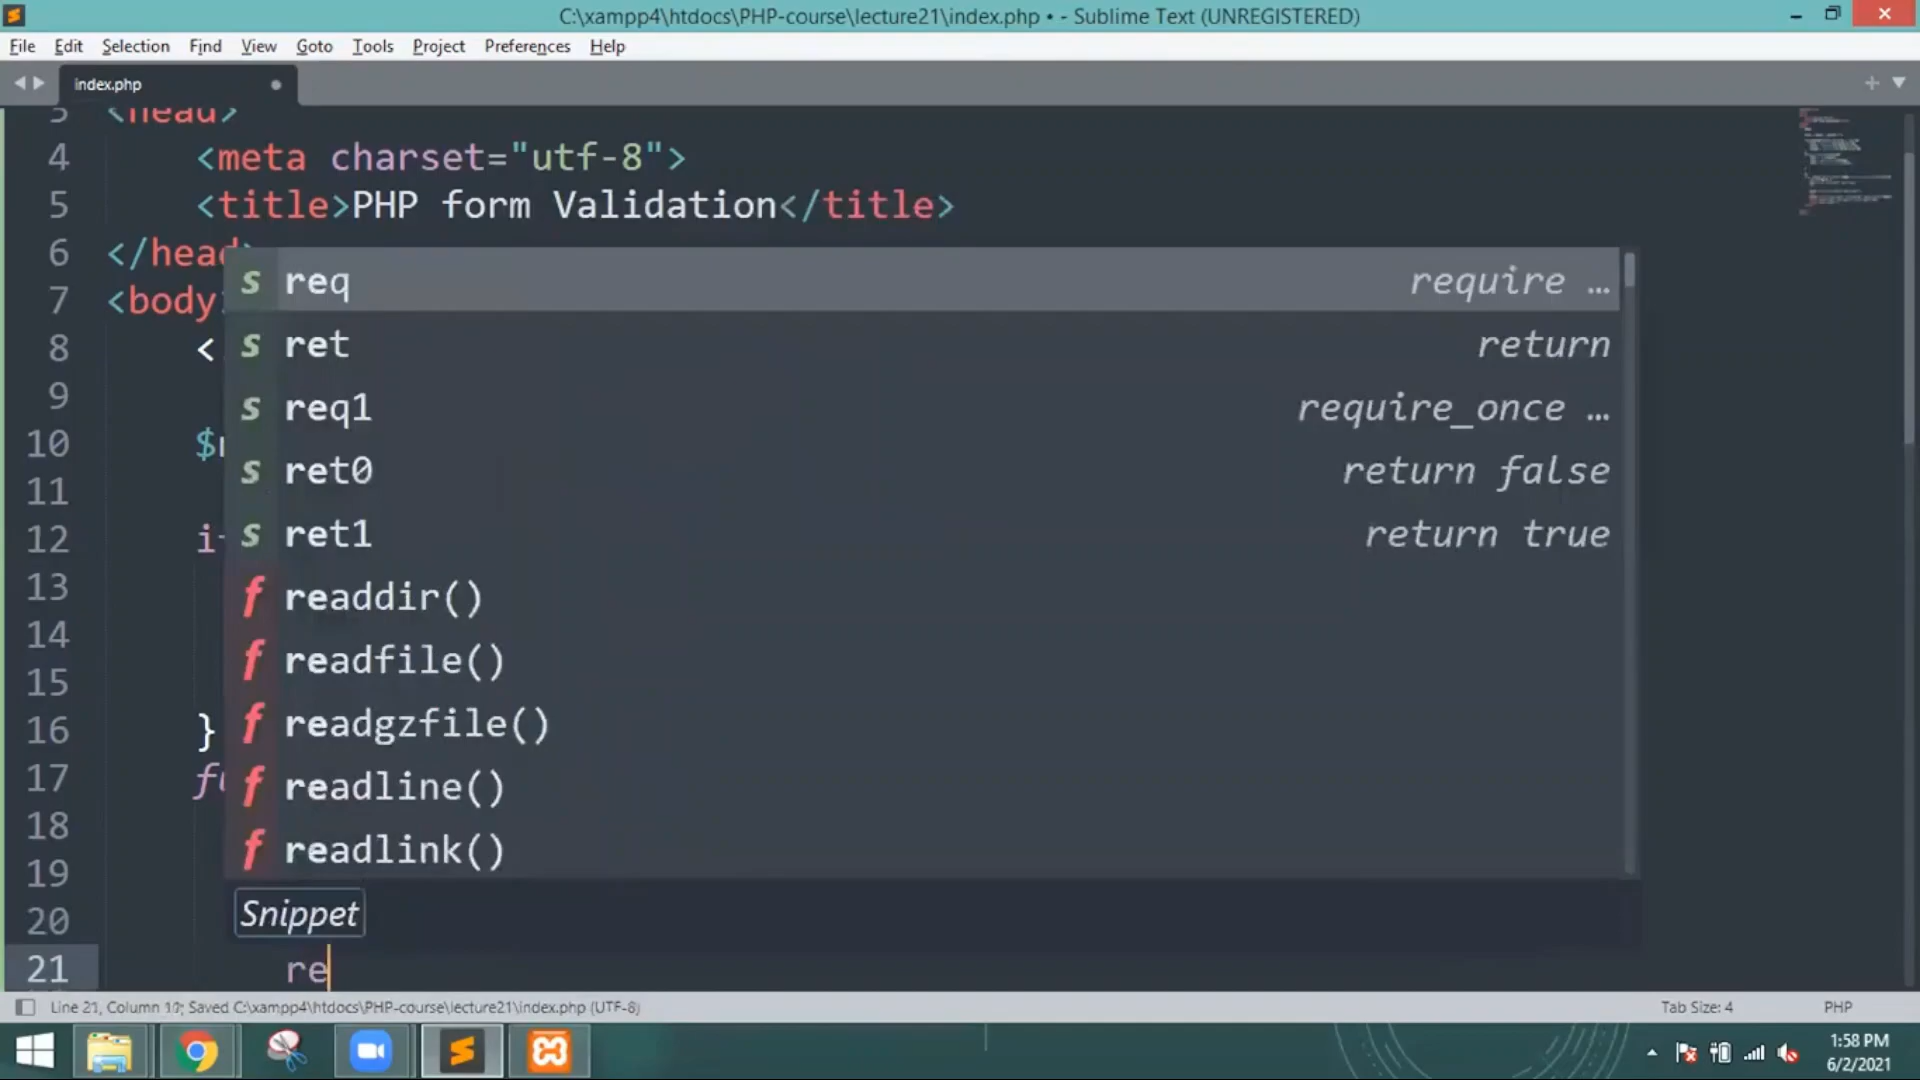 C:\xampp4\htdocs\PHP-course\lecture21\index.php • - Sublime Text (UNREGISTERED)
File Edit Selection Find View Goto Tools Project Preferences Help
index.php
3 <head>
4 <meta charset="utf-8">
5 <title>PHP form Validation</title>
6 </head>
7 <body
8 <
9
10 $
11
12 i
13
14
15
16 }
17 fu
18
19
20
21 re
s req require ...
s ret return
s req1 require_once ...
s ret0 return false
s ret1 return true
f readdir()
f readfile()
f readgzfile()
f readline()
f readlink()
Snippet
Line 21, Column 10; Saved C:\xampp4\htdocs\PHP-course\lecture21\index.php (UTF-8) Tab Size: 4 PHP
1:58 PM
6/2/2021